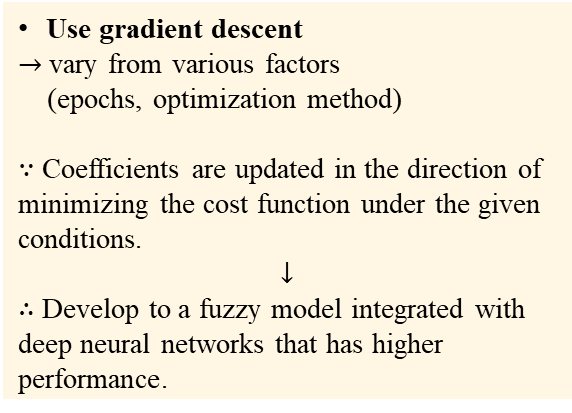 • Use gradient descent
→ vary from various factors
(epochs, optimization method)
∵ Coefficients are updated in the direction of
minimizing the cost function under the given
conditions.
↓
∴ Develop to a fuzzy model integrated with
deep neural networks that has higher
performance.